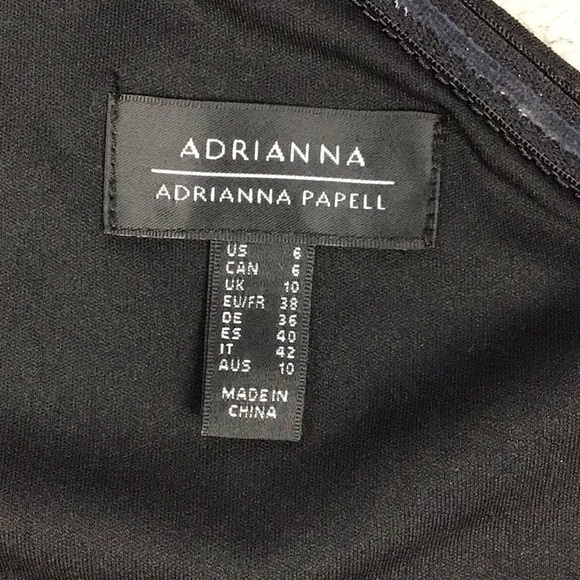 ADRIANNA
ADRIANNA PAPELL
US 6
CAN 6
UK 10
EU/FR 38
DE 36
ES 40
IT 42
AUS 10
MADE IN
CHINA